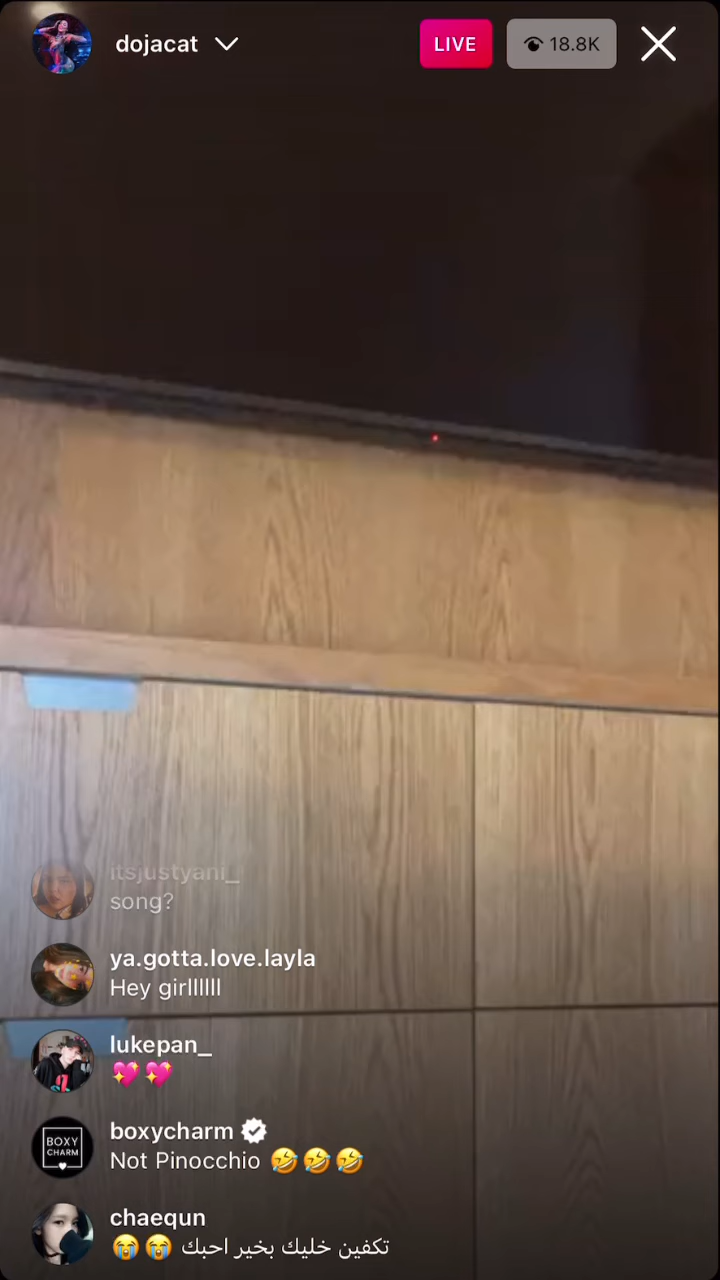 dojacat
LIVE
18.8K
itsjustyani_
song?
ya.gotta.love.layla
Hey girllllll
lukepan_
💖💖
BOXY
CHARM
boxycharm
Not Pinocchio 🤣🤣🤣
chaequn
تكفين خليك بخير احبك 😭😭